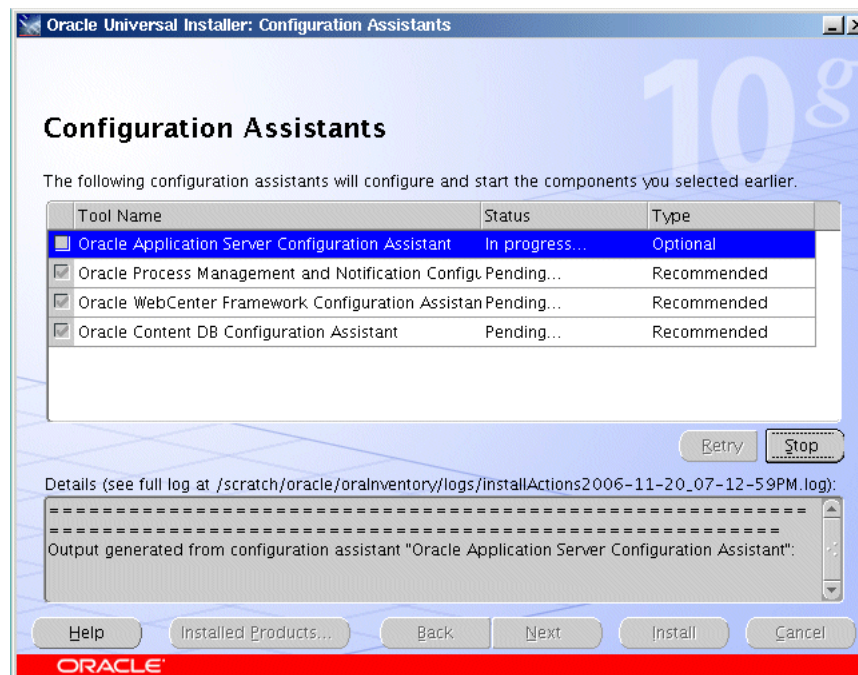 Oracle Universal Installer: Configuration Assistants
10g
Configuration Assistants
The following configuration assistants will configure and start the components you selected earlier.
Tool Name Status Type
Oracle Application Server Configuration Assistant In progress... Optional
Oracle Process Management and Notification Configu Pending... Recommended
Oracle WebCenter Framework Configuration Assistan Pending... Recommended
Oracle Content DB Configuration Assistant Pending... Recommended
Retry Stop
Details (see full log at /scratch/oracle/oraInventory/logs/installActions2006-11-20_07-12-59PM.log):
Output generated from configuration assistant "Oracle Application Server Configuration Assistant":
Help Installed Products... Back Next Install Cancel
ORACLE